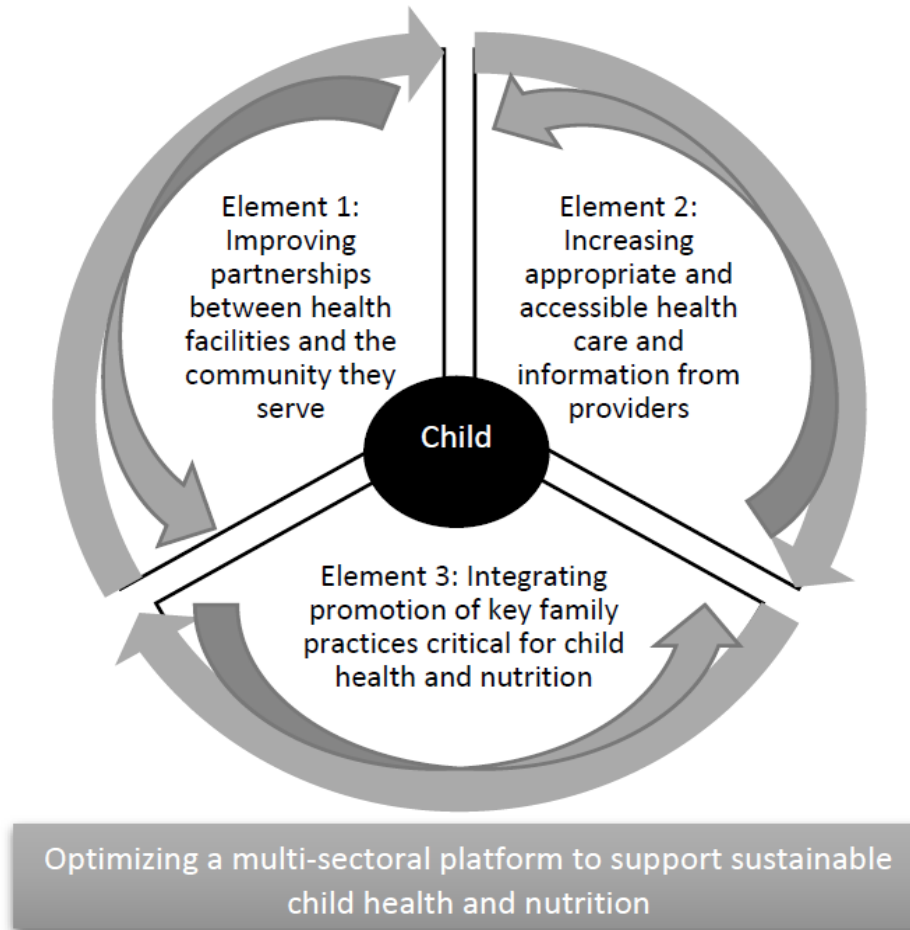 Element 1:
Improving
partnerships
between health
facilities and the
community they
serve
Element 2:
Increasing
appropriate and
accessible health
care and
information from
providers
Child
Element 3: Integrating
promotion of key family
practices critical for child
health and nutrition
Optimizing a multi-sectoral platform to support sustainable
child health and nutrition